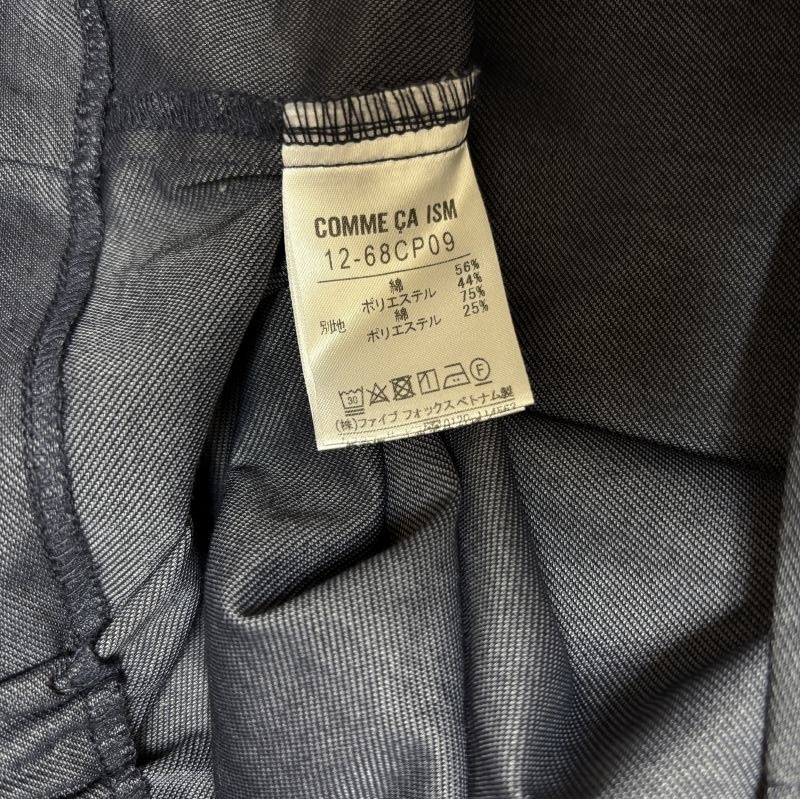 COMME ÇA ISM
12-68CP09
綿 56%
ポリエステル 44%
別地 綿 75%
ポリエステル 25%
30 F
(株)ファイブ フォックス ベトナム製